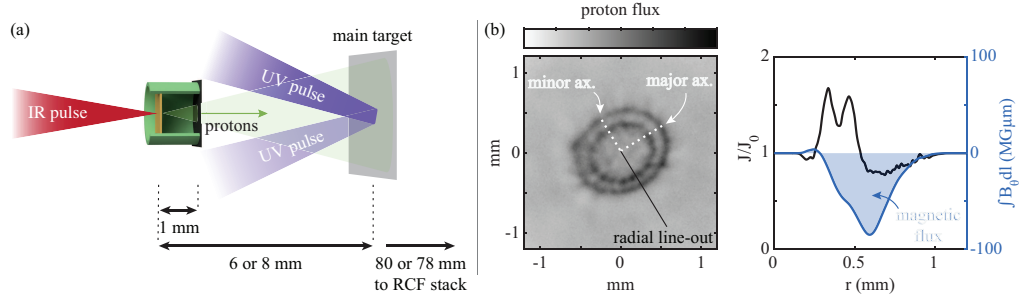 (a)
main target
UV pulse
IR pulse
protons
UV pulse
1 mm
6 or 8 mm
80 or 78 mm
to RCF stack
(b)
proton flux
minor ax.
major ax.
1
0
-1
mm
-1
0
1
mm
radial line-out
2
1
0
J/J0
100
0
-100
∫Bθdl (MGμm)
magnetic
flux
0
0.5
1
r (mm)